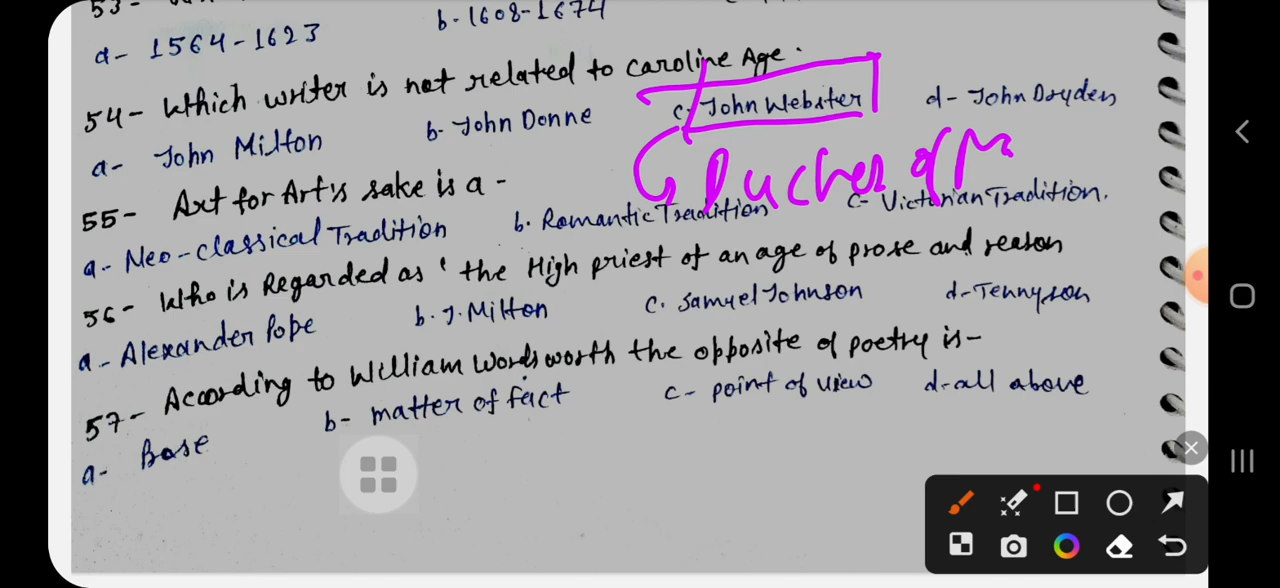 53-
a- 1564-1623 b- 1608-1674
54- Which writer is not related to Caroline Age.
a- John Milton b- John Donne c- John Webster d- John Dryden
Duches of M
55- Art for Art's sake is a -
a- Neo-classical Tradition b. Romantic Tradition c- Victorian Tradition.
56- Who is Regarded as ' the High priest of an age of prose and reason
a- Alexander Pope b. J. Milton c. Samuel Johnson d- Tennyson
57- According to William Wordsworth the opposite of poetry is-
a- Base b- matter of fact c- point of view d- all above